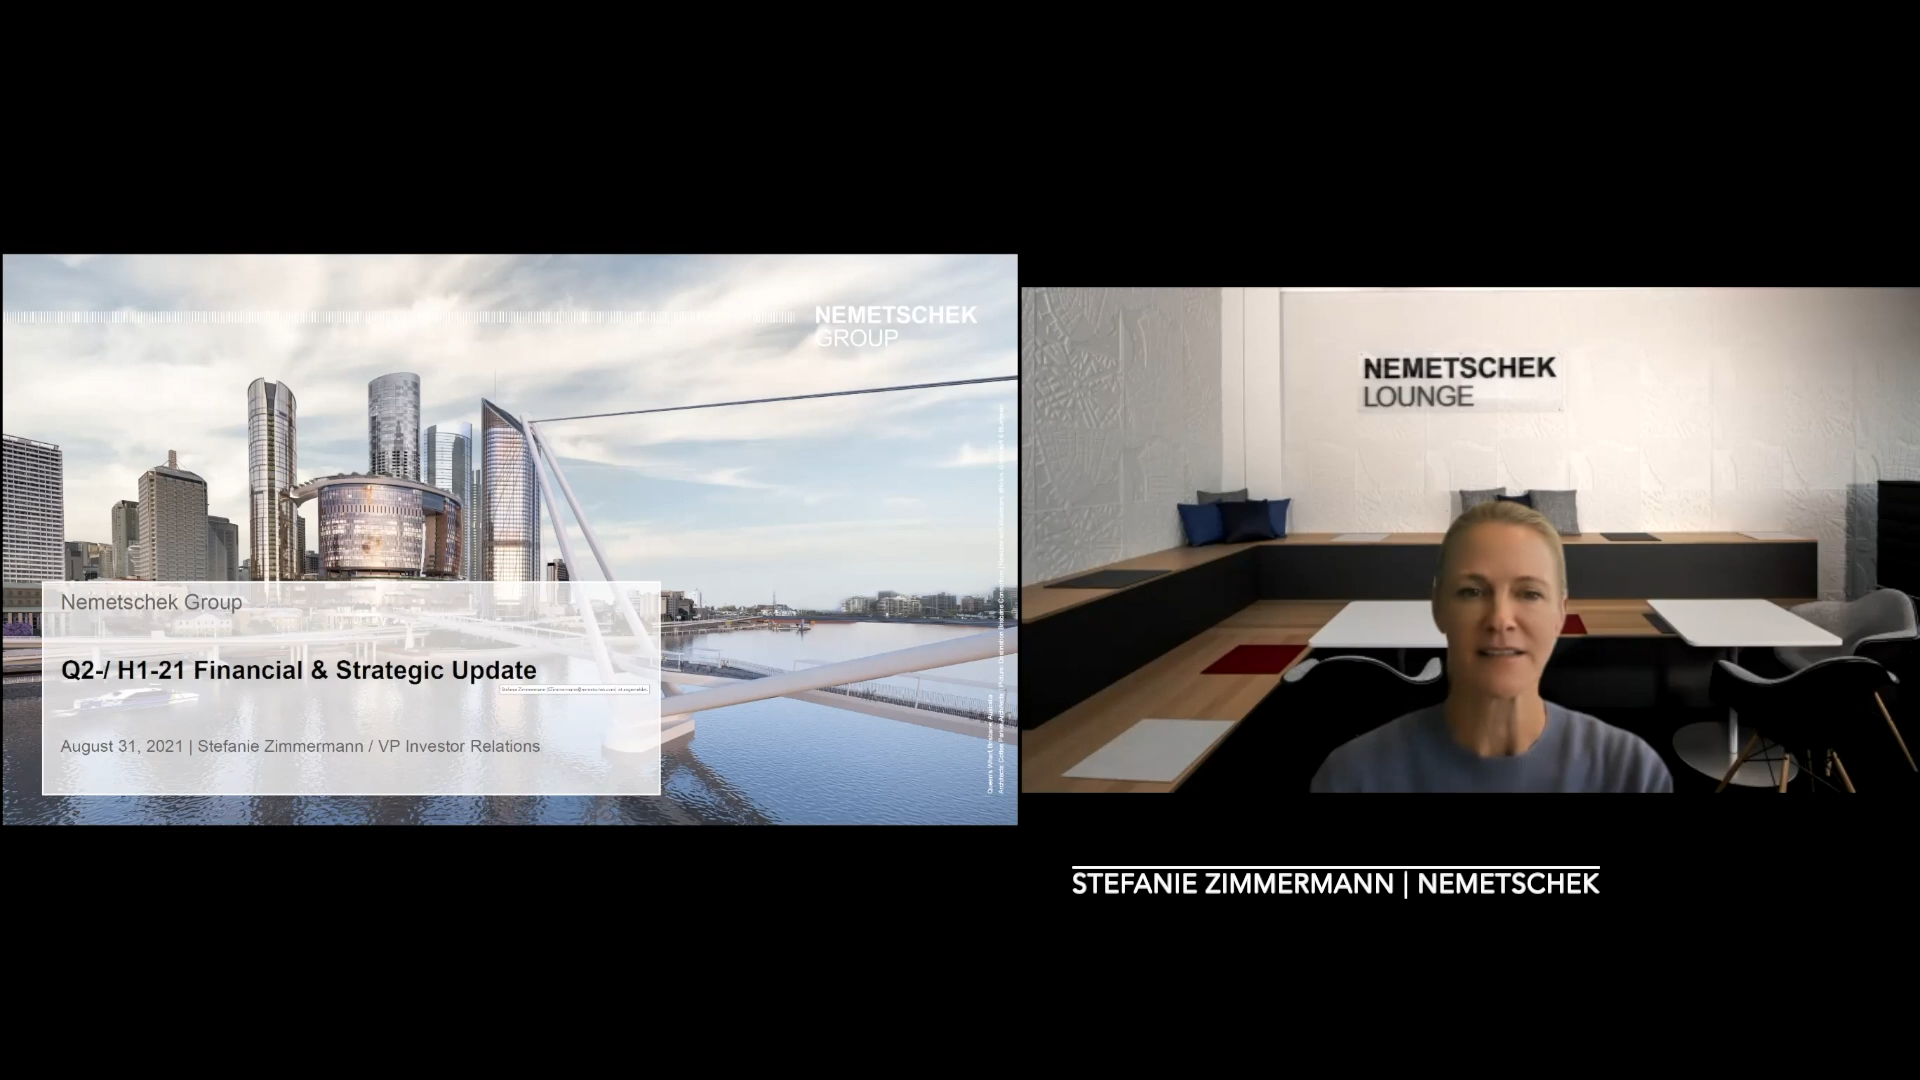 NEMETSCHEK
GROUP
Nemetschek Group
Q2-/ H1-21 Financial & Strategic Update
August 31, 2021 | Stefanie Zimmermann / VP Investor Relations
NEMETSCHEK
LOUNGE
STEFANIE ZIMMERMANN | NEMETSCHEK